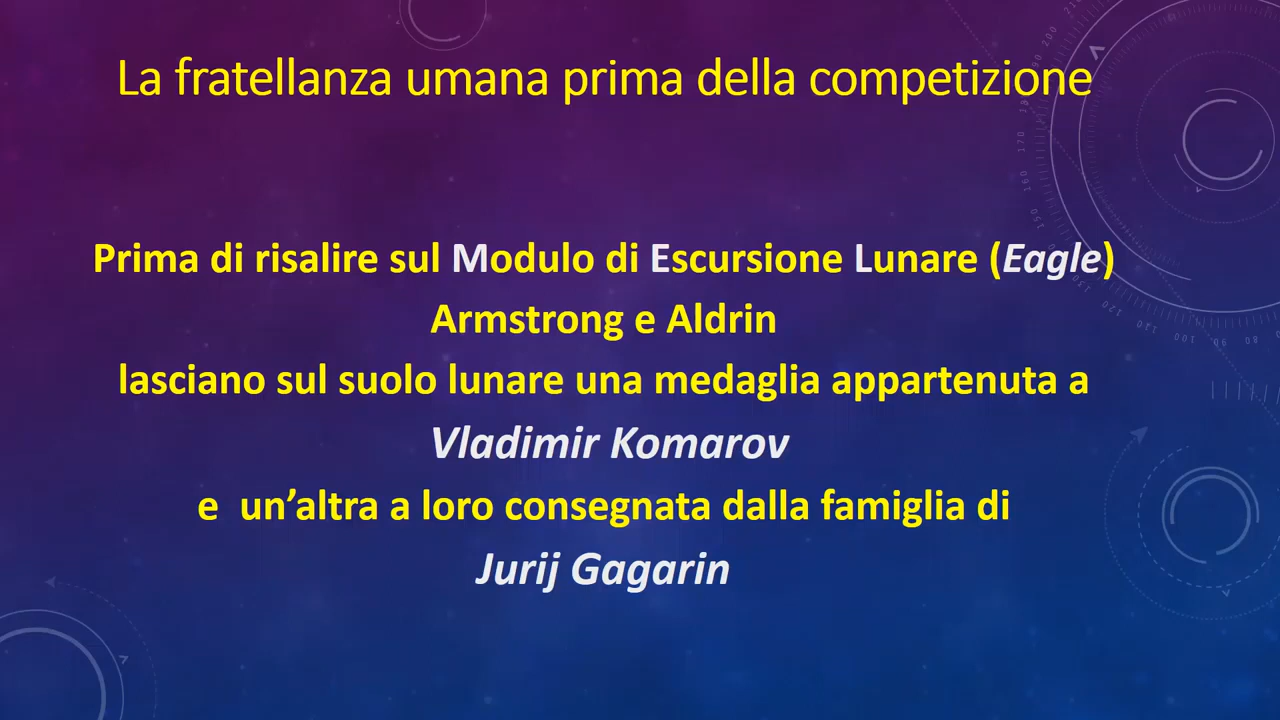 La fratellanza umana prima della competizione
Prima di risalire sul Modulo di Escursione Lunare (Eagle)
Armstrong e Aldrin
lasciano sul suolo lunare una medaglia appartenuta a
Vladimir Komarov
e un’altra a loro consegnata dalla famiglia di
Jurij Gagarin